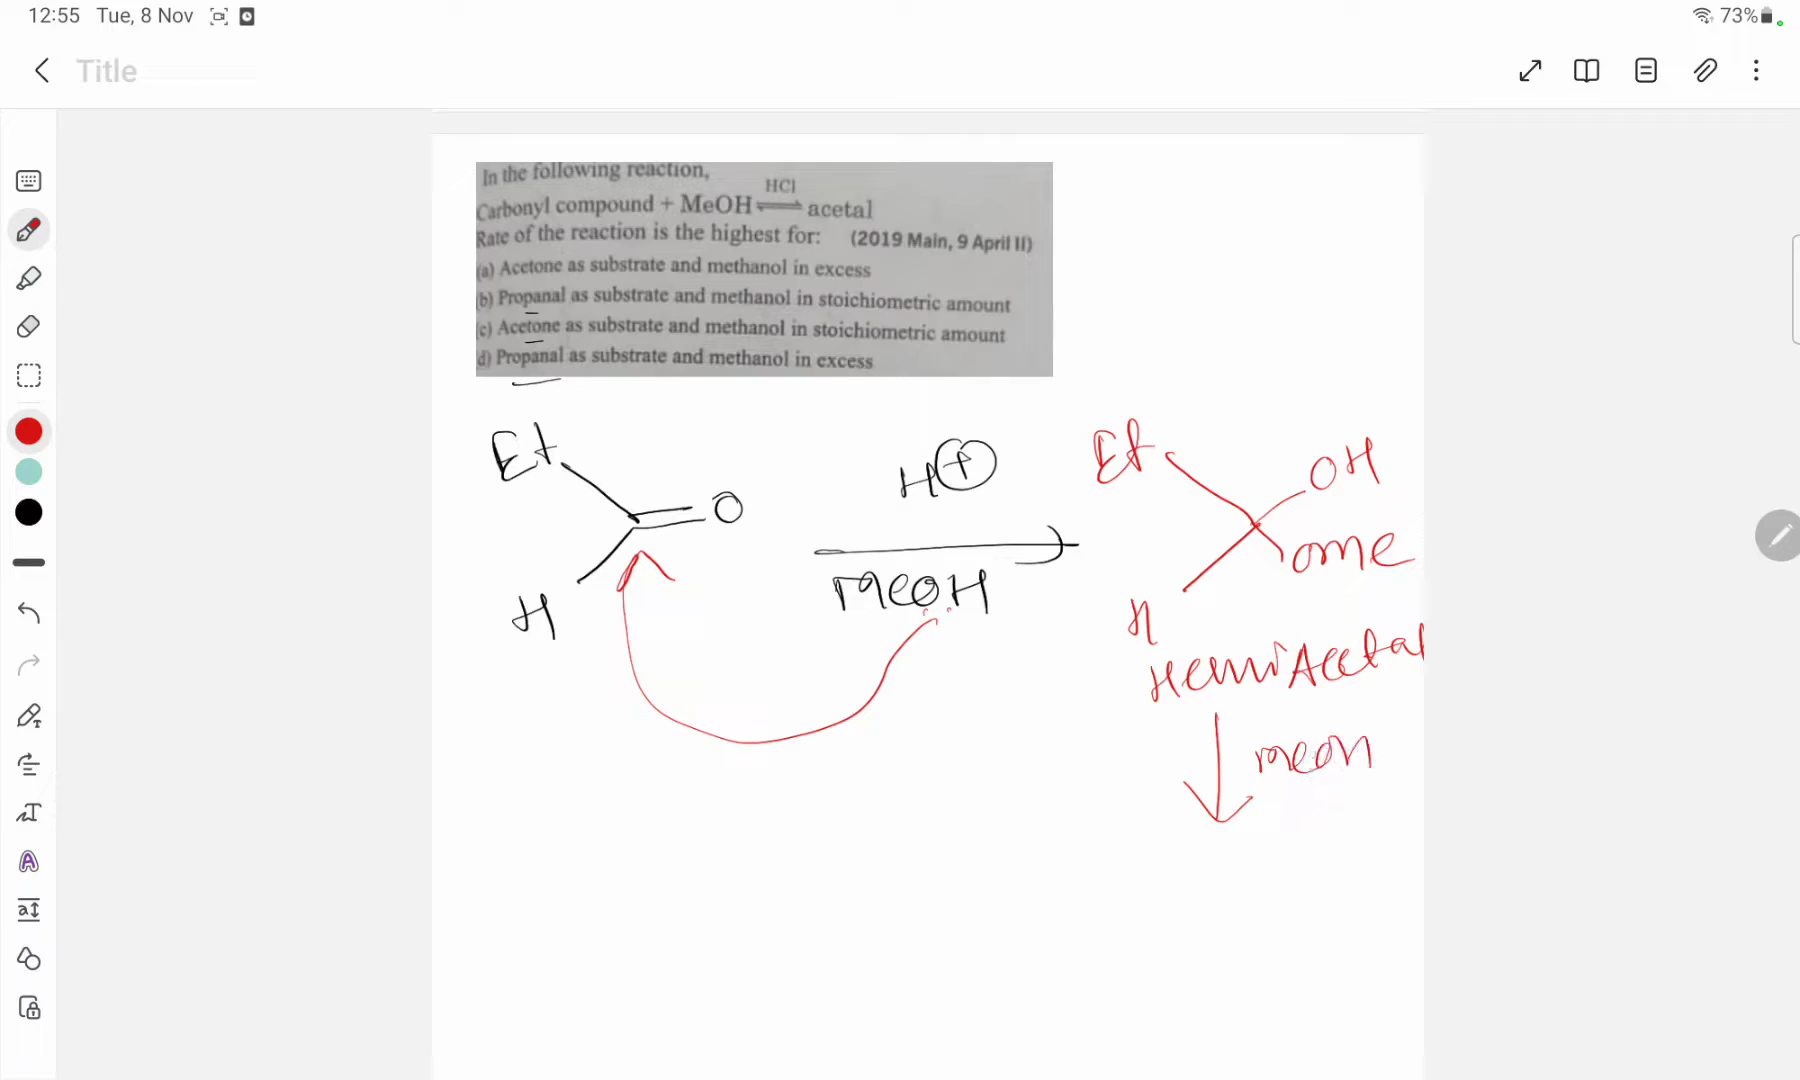 12:55 Tue, 8 Nov
73%
Title
In the following reaction,
HCl
Carbonyl compound + MeOH ⇌ acetal
Rate of the reaction is the highest for: (2019 Main, 9 April II)
(a) Acetone as substrate and methanol in excess
(b) Propanal as substrate and methanol in stoichiometric amount
(c) Acetone as substrate and methanol in stoichiometric amount
(d) Propanal as substrate and methanol in excess
Et
O
H
H⊕
MeOH
Et
OH
OMe
H
HemiAcetal
MeOH